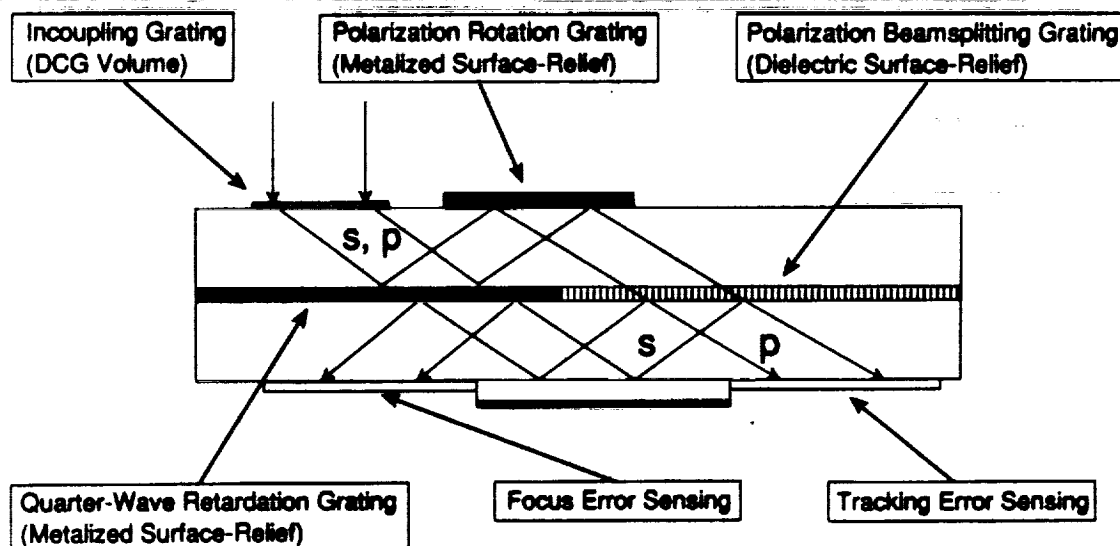 Incoupling Grating
(DCG Volume)
Polarization Rotation Grating
(Metalized Surface-Relief)
Polarization Beamsplitting Grating
(Dielectric Surface-Relief)
s, p
s
p
Quarter-Wave Retardation Grating
(Metalized Surface-Relief)
Focus Error Sensing
Tracking Error Sensing